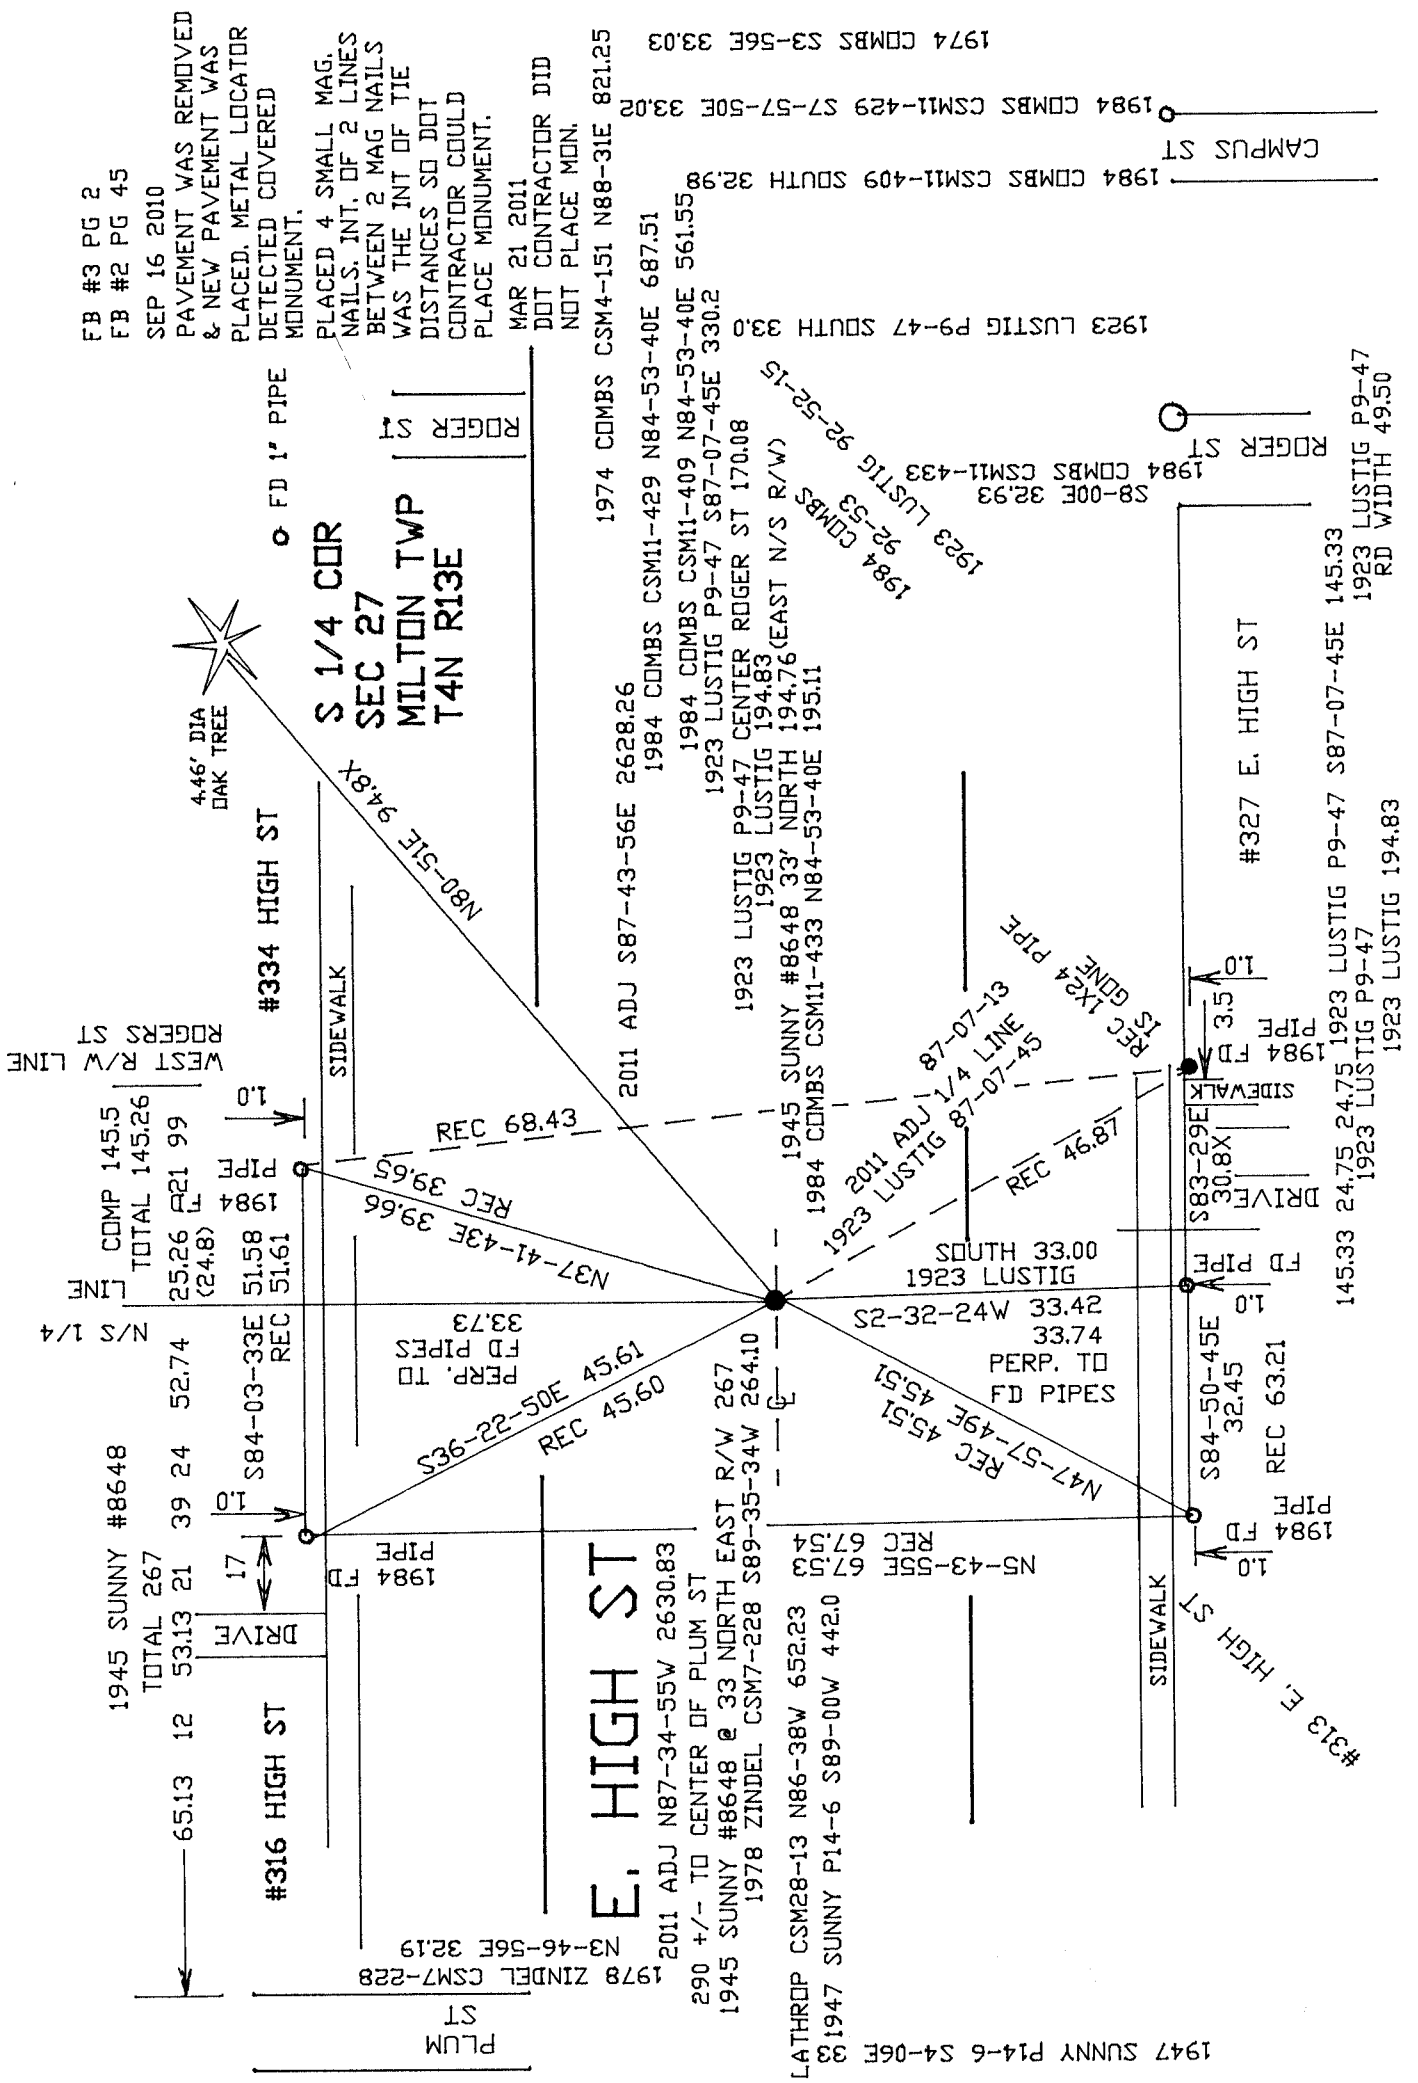 FB #3 PG 2
FB #2 PG 45
SEP 16 2010
PAVEMENT WAS REMOVED
& NEW PAVEMENT WAS
PLACED. METAL LOCATOR
DETECTED COVERED
MONUMENT.
PLACED 4 SMALL MAG.
NAILS. INT. OF 2 LINES
BETWEEN 2 MAG NAILS
WAS THE INT OF TIE
DISTANCES SO DOT
CONTRACTOR COULD
PLACE MONUMENT.
MAR 21 2011
DOT CONTRACTOR DID
NOT PLACE MON.
FD 1" PIPE
S 1/4 COR
SEC 27
MILTON TWP
T4N R13E
4.46' DIA
OAK TREE
N80-51E 94.8X
ROGER ST
#334 HIGH ST
SIDEWALK
WEST R/W LINE
ROGERS ST
1.0
COMP 145.5
TOTAL 145.26
25.26 21 99
(24.8)
1984 FD
PIPE
N/S 1/4
LINE
1945 SUNNY #8648
TOTAL 267
65.13 12 53.13 21 39 24 52.74
S84-03-33E 51.58
REC 51.61
1.0
17
1984 FD
PIPE
DRIVE
#316 HIGH ST
PLUM
ST
1978 ZINDEL CSM7-228
N3-46-56E 32.19
E. HIGH ST
REC 68.43
N37-41-43E 39.66
REC 39.65
PERP. TO
FD PIPES
33.73
S36-22-50E 45.61
REC 45.60
1974 COMBS CSM4-151 N88-31E 821.25
2011 ADJ S87-43-56E 2628.26
1984 COMBS CSM11-429 N84-53-40E 687.51
1984 COMBS CSM11-409 N84-53-40E 561.55
1923 LUSTIG P9-47 S87-07-45E 330.2
1923 LUSTIG P9-47 CENTER ROGER ST 170.08
1923 LUSTIG 194.83
1945 SUNNY #8648 33' NORTH 194.76 (EAST N/S R/W)
1984 COMBS CSM11-433 N84-53-40E 195.11
1974 COMBS S3-56E 33.03
1984 COMBS CSM11-429 S7-57-50E 33.02
CAMPUS ST
1984 COMBS CSM11-409 SOUTH 32.98
1923 LUSTIG P9-47 SOUTH 33.0
1923 LUSTIG 92-52-15
1984 COMBS
92-53
1984 COMBS CSM11-433
S8-00E 32.93
ROGER ST
2011 ADJ N87-34-55W 2630.83
290 +/- TO CENTER OF PLUM ST
1945 SUNNY #8648 @ 33 NORTH EAST R/W 267
1978 ZINDEL CSM7-228 S89-35-34W 264.10
CL
LATHROP CSM28-13 N86-38W 652.23
1947 SUNNY P14-6 S89-00W 442.0
1947 SUNNY P14-6 S4-06E 33
87-07-13
2011 ADJ 1/4 LINE
1923 LUSTIG 87-07-45
REC 46.87
REC 1X24 PIPE
IS GONE
SOUTH 33.00
1923 LUSTIG
S2-32-24W 33.42
33.74
PERP. TO
FD PIPES
N47-57-49E 45.51
REC 45.51
N5-43-55E 67.53
REC 67.54
SIDEWALK
#313 E. HIGH ST
1984 FD
PIPE
1.0
S84-50-45E
32.45
REC 63.21
FD PIPE
1.0
S83-29E
30.8X
DRIVE
SIDEWALK
1984 FD
PIPE
3.5
1.0
#327 E. HIGH ST
145.33 24.75 24.75 1923 LUSTIG P9-47 S87-07-45E 145.33
1923 LUSTIG P9-47
1923 LUSTIG 194.83
1923 LUSTIG P9-47
RD WIDTH 49.50